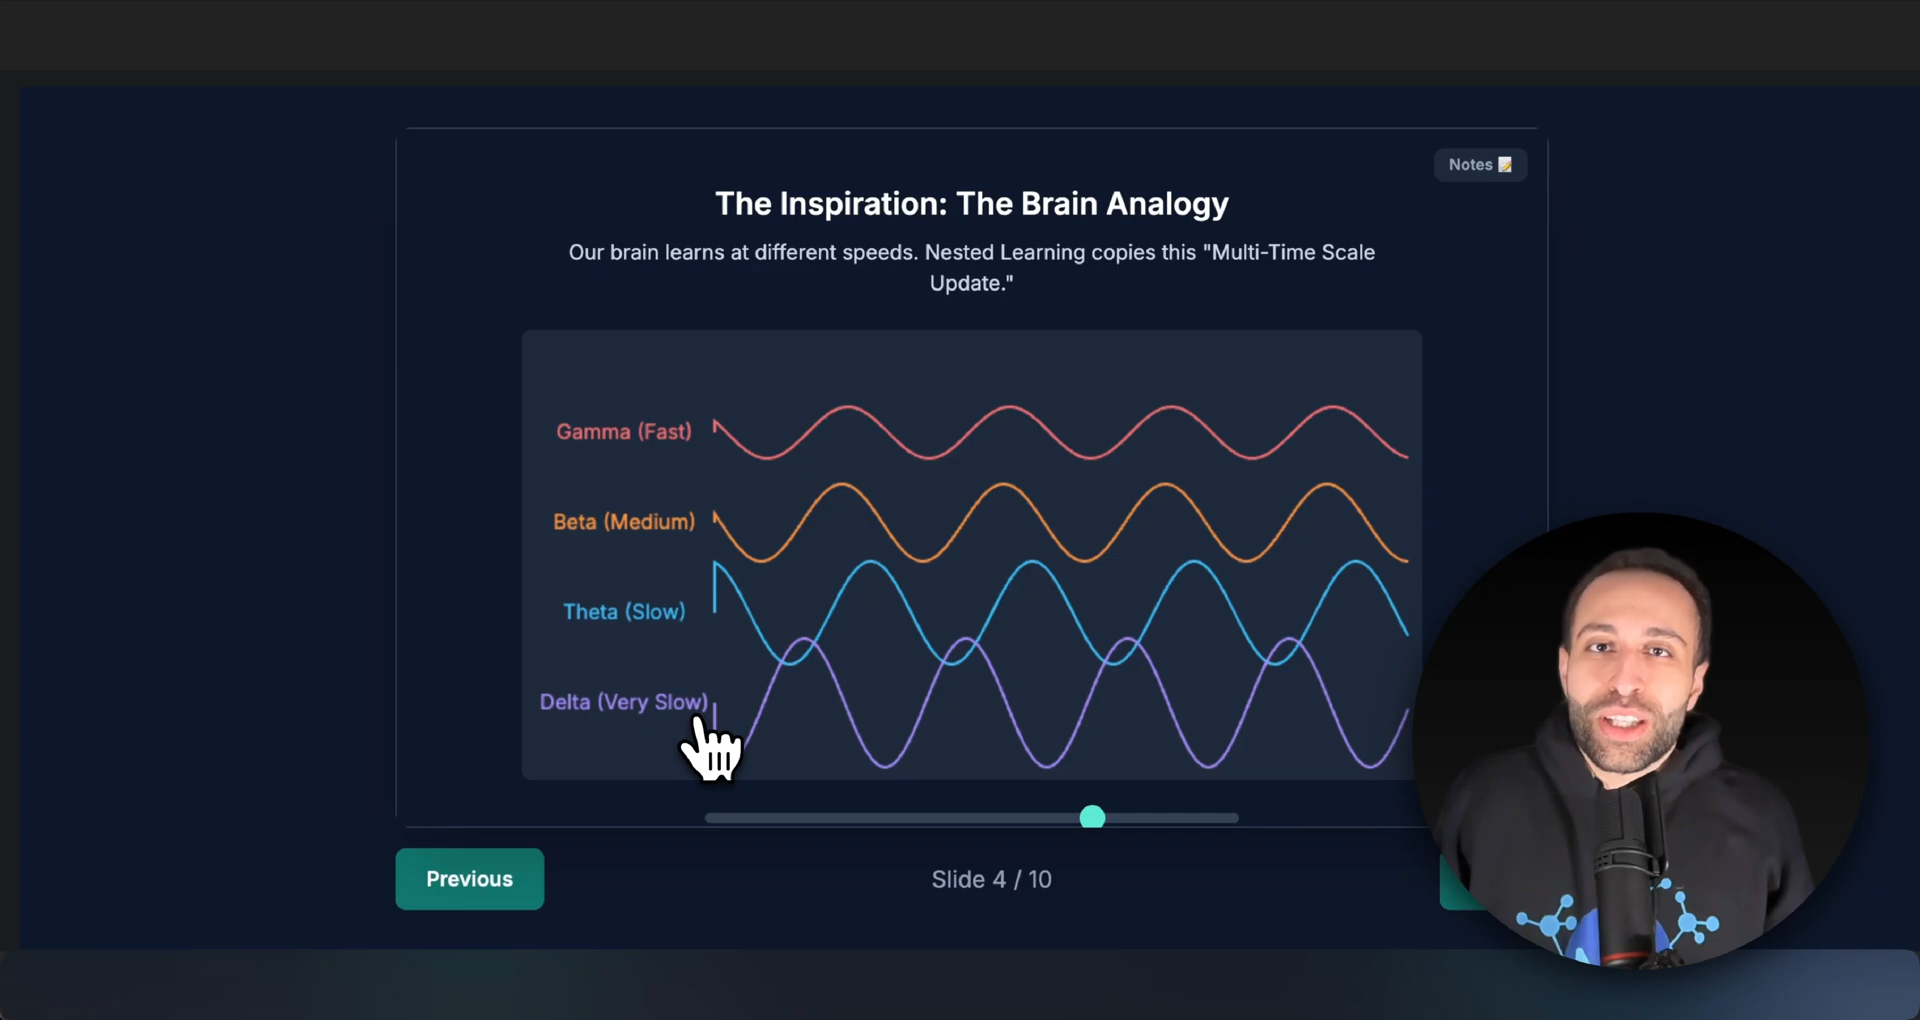 Notes 📝
The Inspiration: The Brain Analogy
Our brain learns at different speeds. Nested Learning copies this "Multi-Time Scale
Update."
Gamma (Fast)
Beta (Medium)
Theta (Slow)
Delta (Very Slow)
Previous
Slide 4 / 10